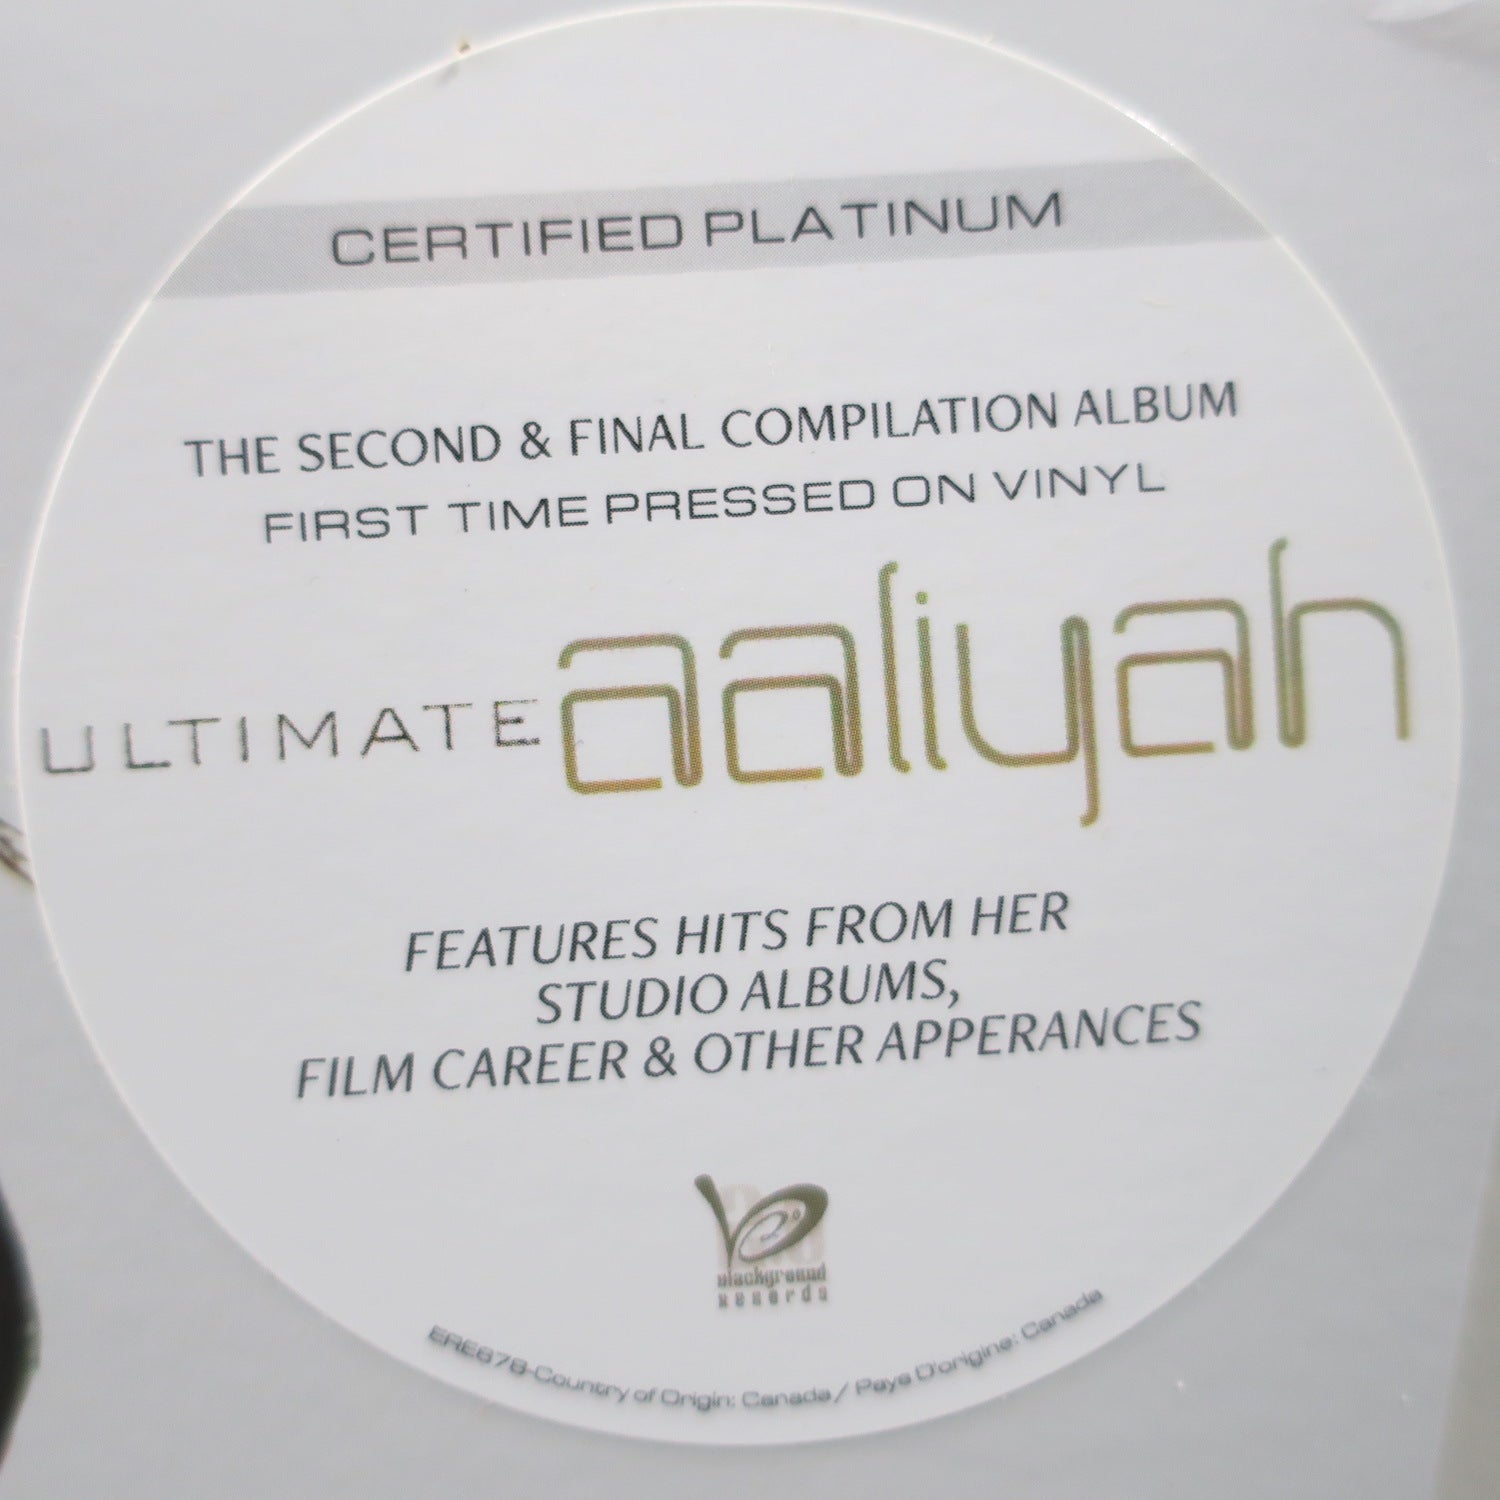 CERTIFIED PLATINUM
THE SECOND & FINAL COMPILATION ALBUM
FIRST TIME PRESSED ON VINYL
ULTIMATE aaliyah
FEATURES HITS FROM HER
STUDIO ALBUMS,
FILM CAREER & OTHER APPERANCES
blackground
records
ERE678-Country of Origin: Canada / Pays D'origine: Canada